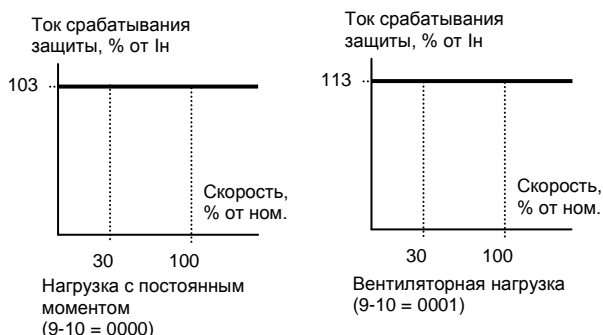 Ток срабатывания
защиты, % от Iн
103
Скорость,
% от ном.
30
100
Нагрузка с постоянным
моментом
(9-10 = 0000)
Ток срабатывания
защиты, % от Iн
113
Скорость,
% от ном.
30
100
Вентиляторная нагрузка
(9-10 = 0001)